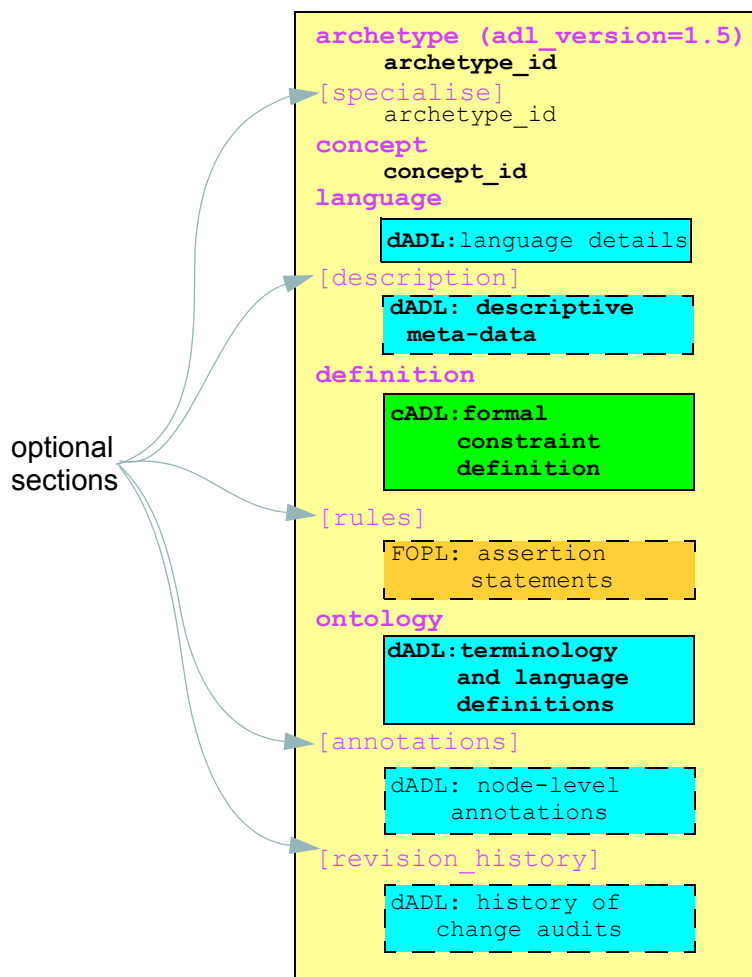 archetype (adl_version=1.5)
archetype_id
[specialise]
archetype_id
concept
concept_id
language
dADL:language details
[description]
dADL: descriptive
meta-data
definition
cADL:formal
constraint
definition
optional
sections
[rules]
FOPL: assertion
statements
ontology
dADL:terminology
and language
definitions
[annotations]
dADL: node-level
annotations
[revision_history]
dADL: history of
change audits